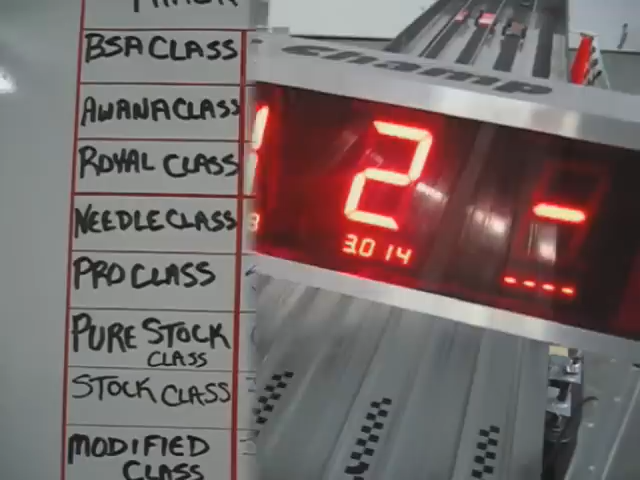 BSA CLASS
AWANA CLASS
ROYAL CLASS
NEEDLE CLASS
PRO CLASS
PURE STOCK
CLASS
STOCK CLASS
MODIFIED
CLASS
champ
2 -
3.014 ----